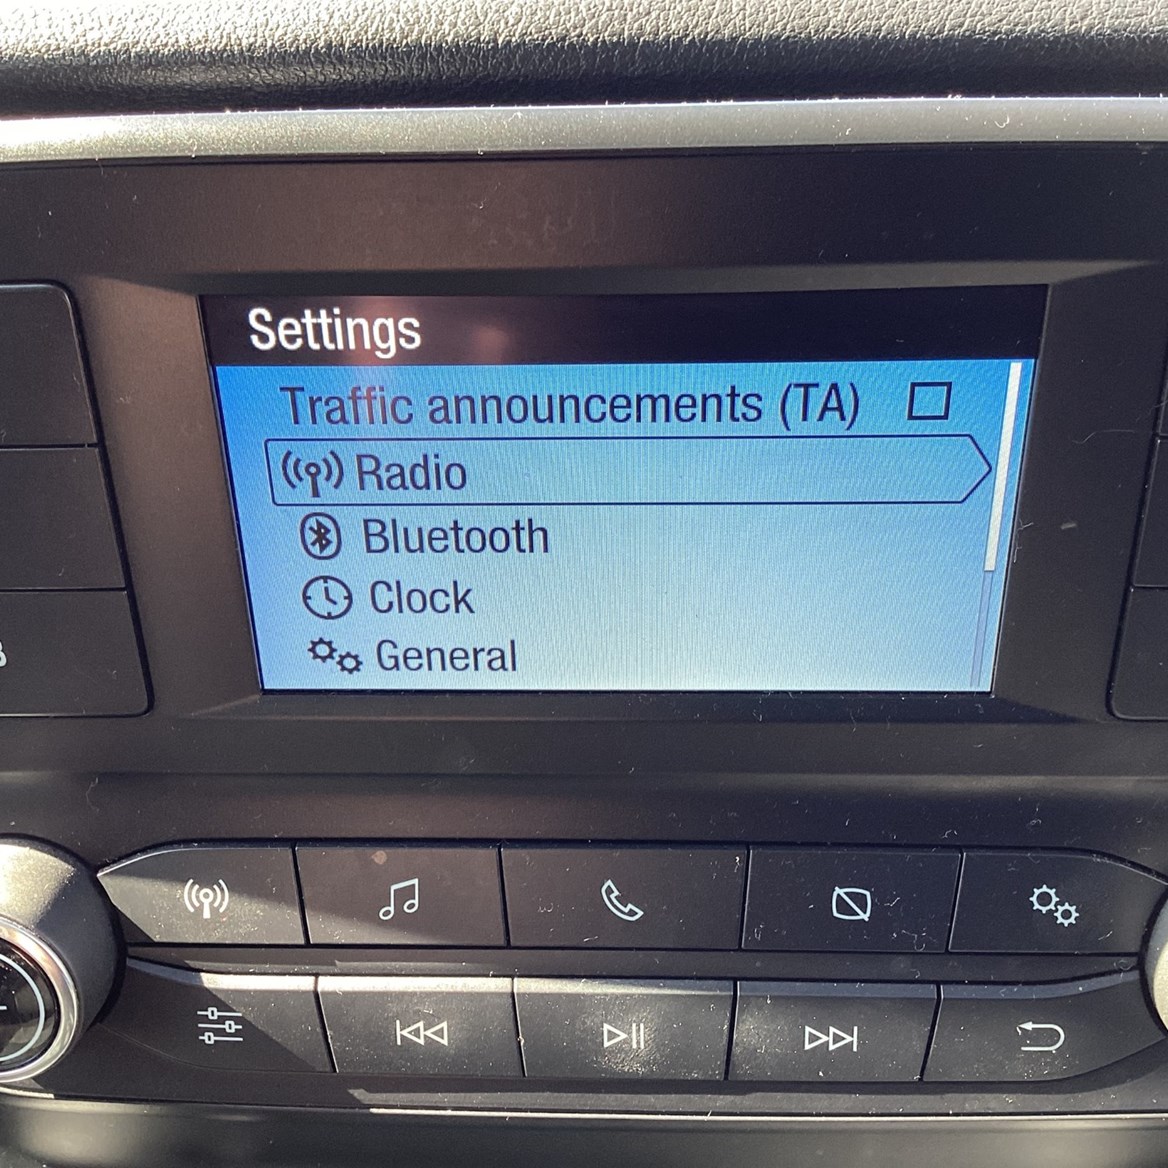 Settings
Traffic announcements (TA)
Radio
Bluetooth
Clock
General